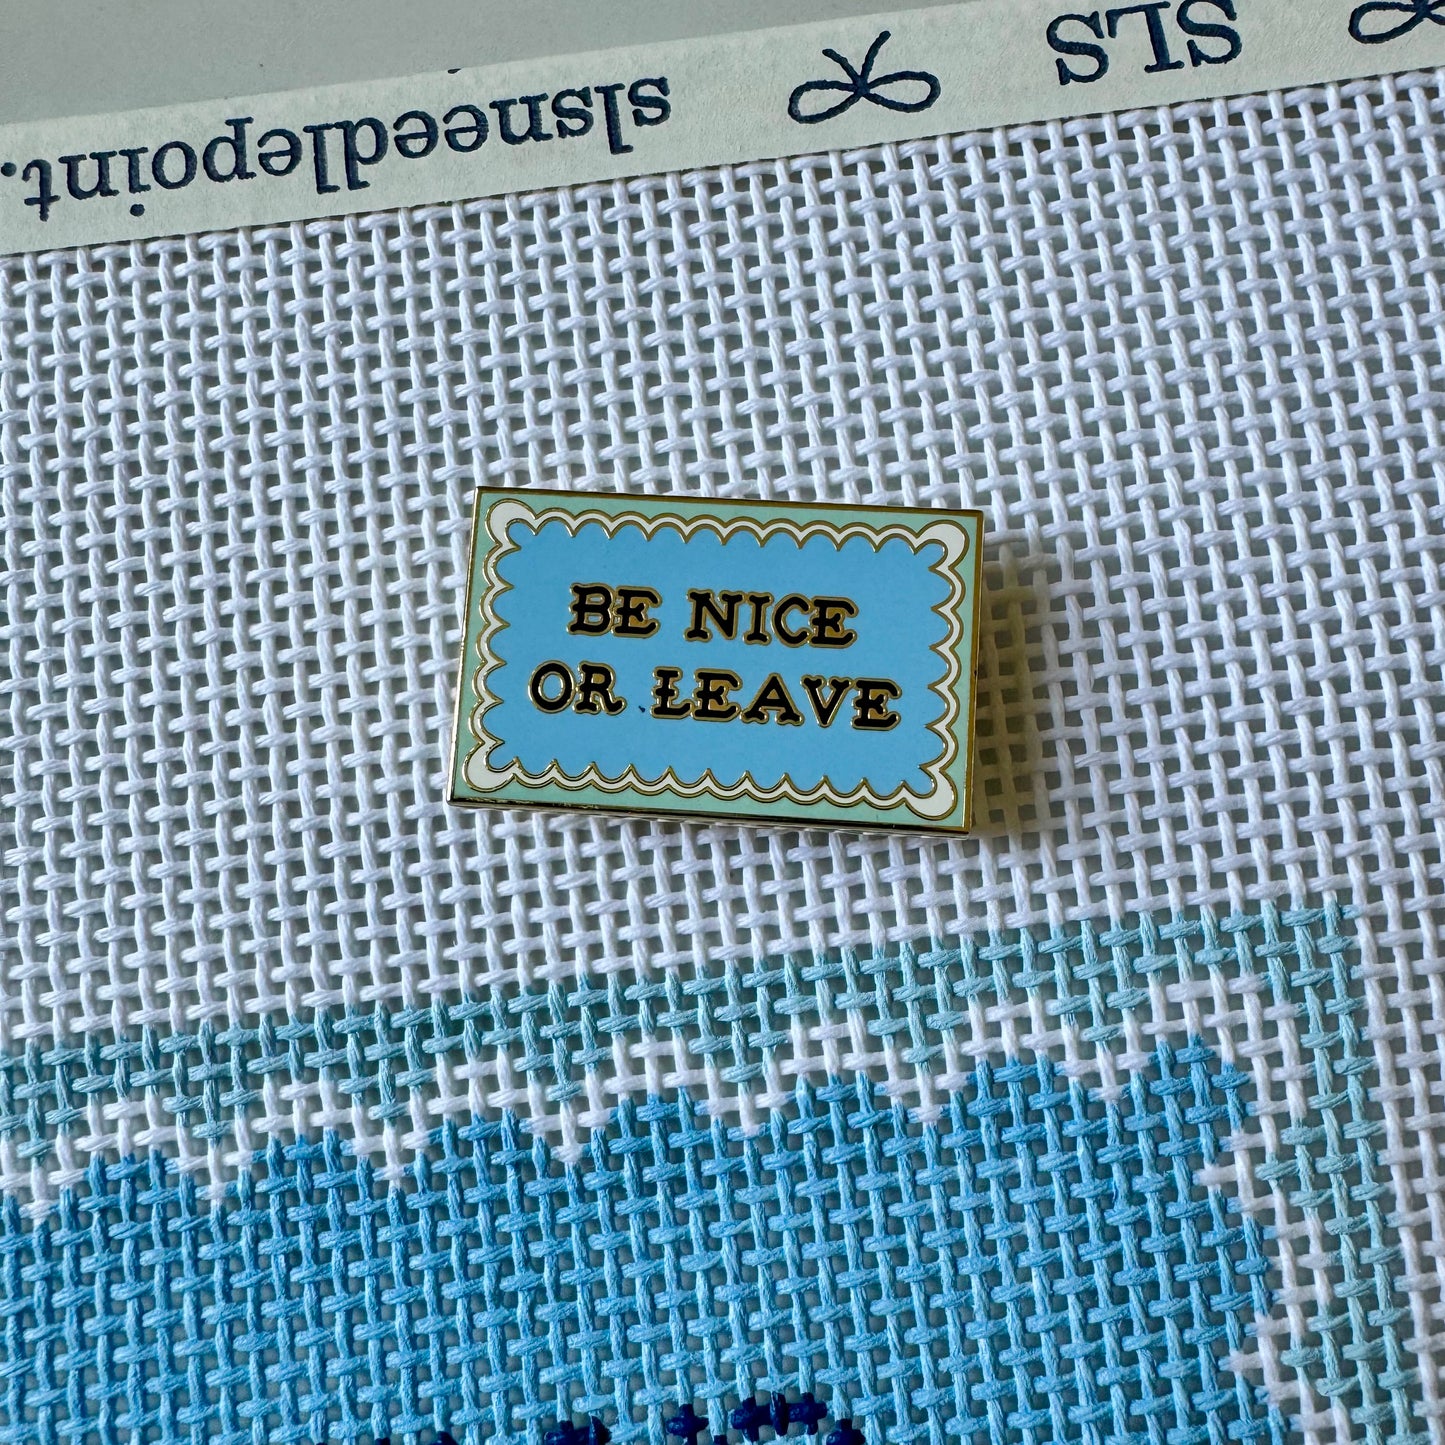 slsneedlepoint.
SLS
BE NICE
OR LEAVE